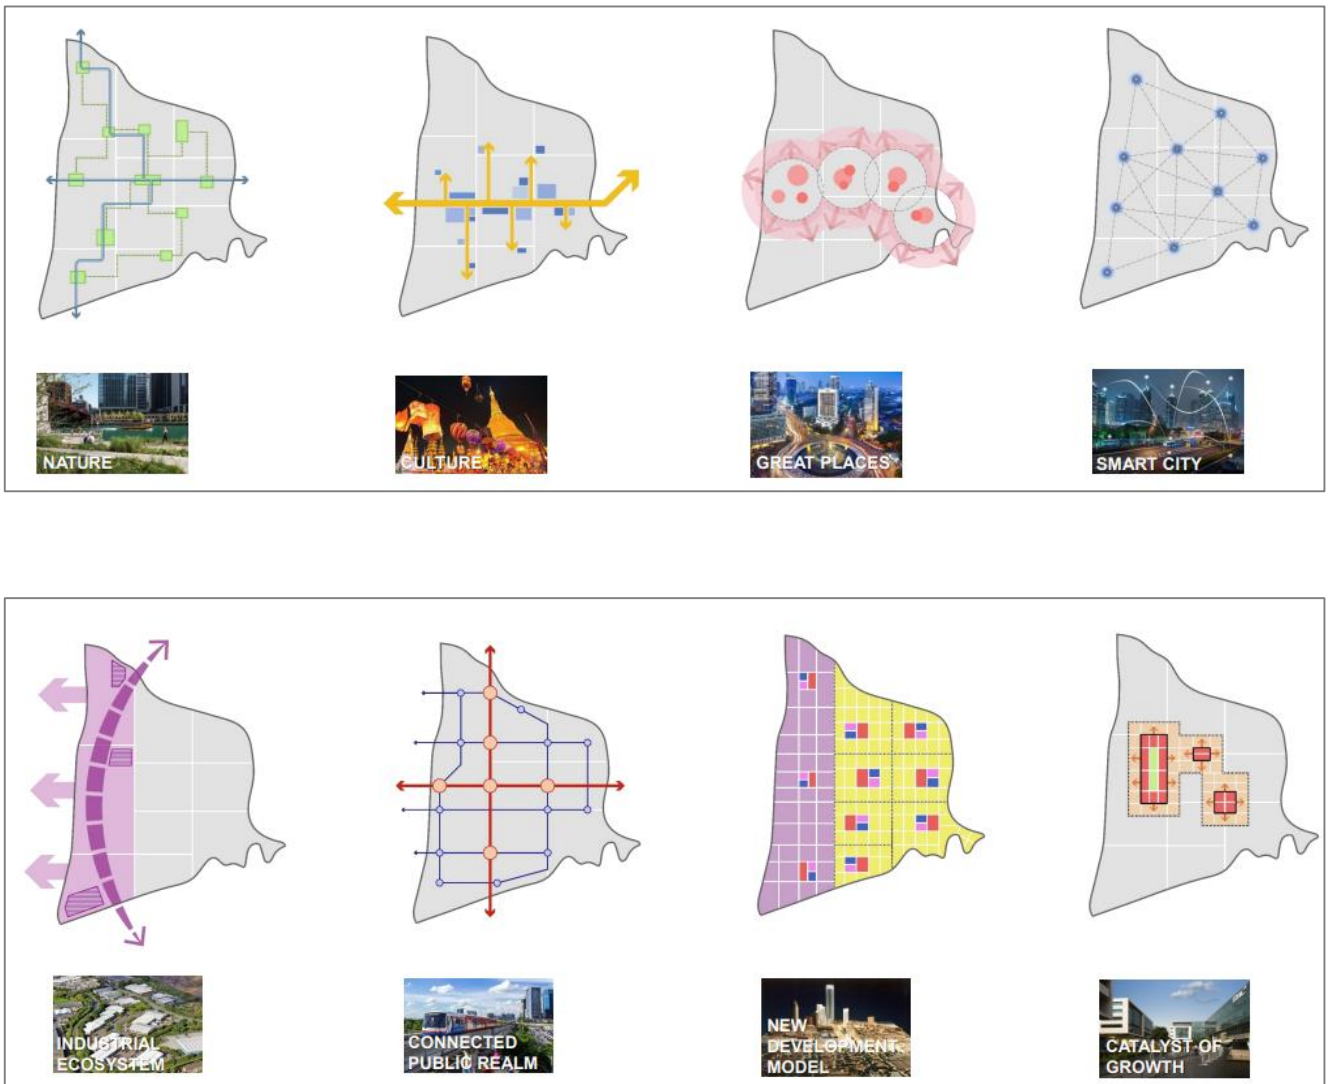 NATURE
CULTURE
GREAT PLACES
SMART CITY
INDUSTRIAL
ECOSYSTEM
CONNECTED
PUBLIC REALM
NEW
DEVELOPMENT
MODEL
CATALYST OF
GROWTH